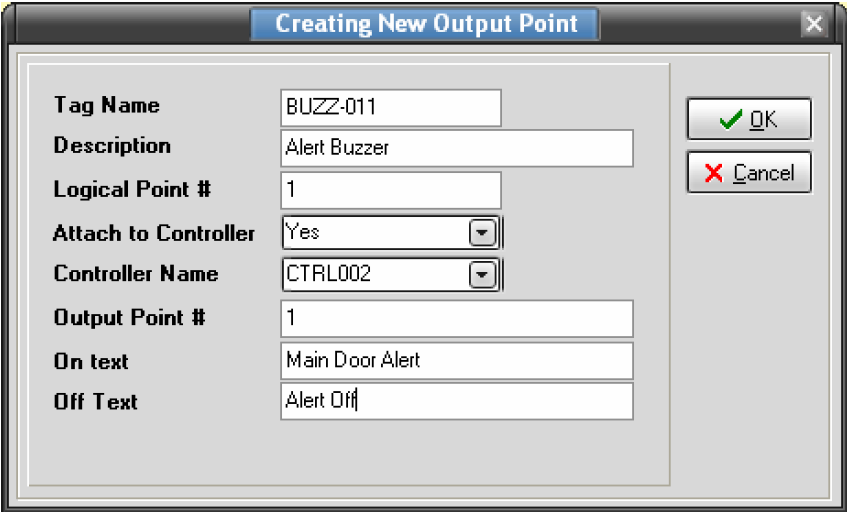 Creating New Output Point
Tag Name BUZZ-011
Description Alert Buzzer
Logical Point # 1
Attach to Controller Yes
Controller Name CTRL002
Output Point # 1
On text Main Door Alert
Off Text Alert Off
OK
Cancel